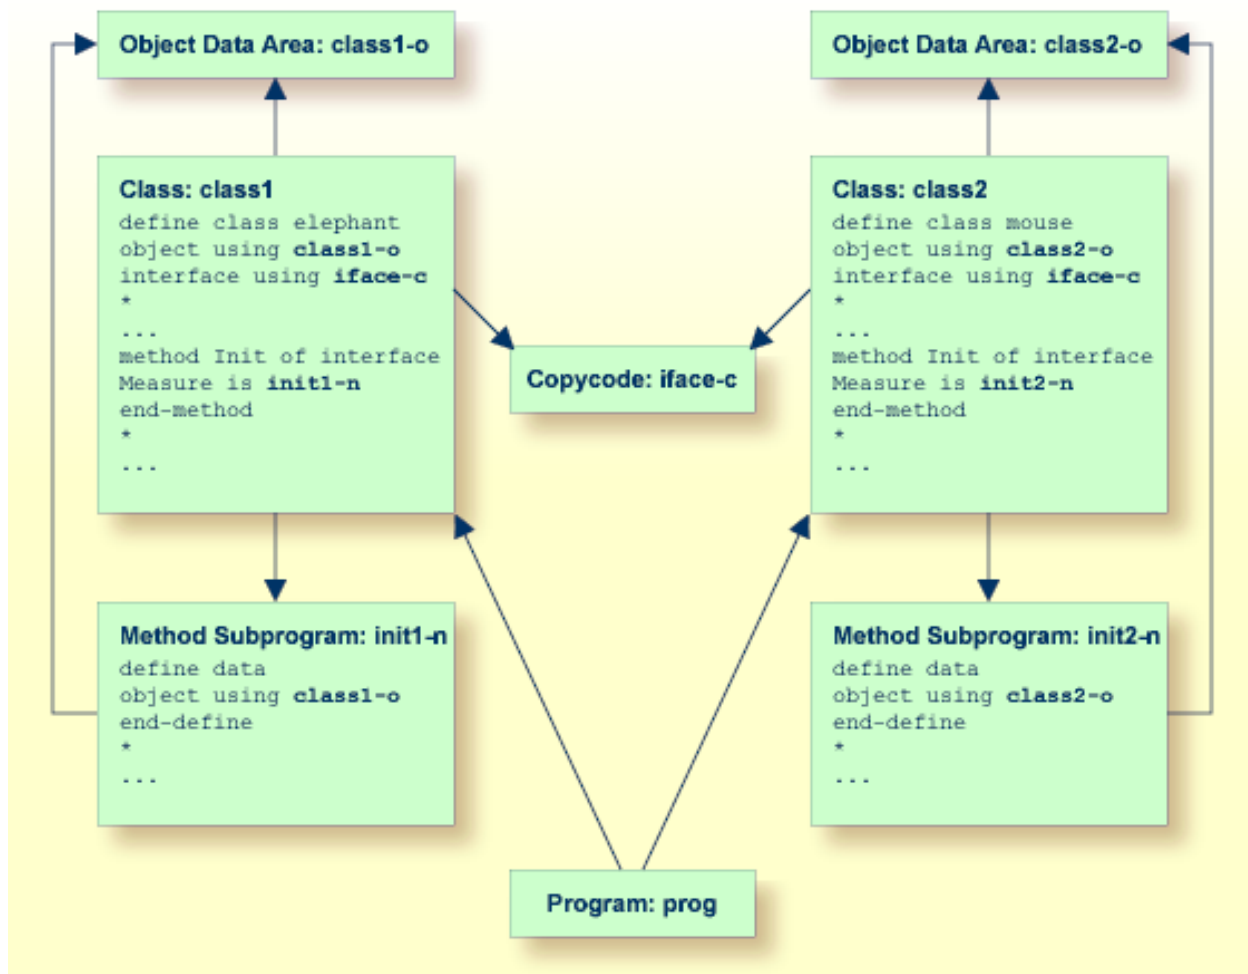 Object Data Area: class1-o
Object Data Area: class2-o
Class: class1
define class elephant
object using class1-o
interface using iface-c
*
...
method Init of interface
Measure is init1-n
end-method
*
...
Class: class2
define class mouse
object using class2-o
interface using iface-c
*
...
method Init of interface
Measure is init2-n
end-method
*
...
Copycode: iface-c
Method Subprogram: init1-n
define data
object using class1-o
end-define
*
...
Method Subprogram: init2-n
define data
object using class2-o
end-define
*
...
Program: prog